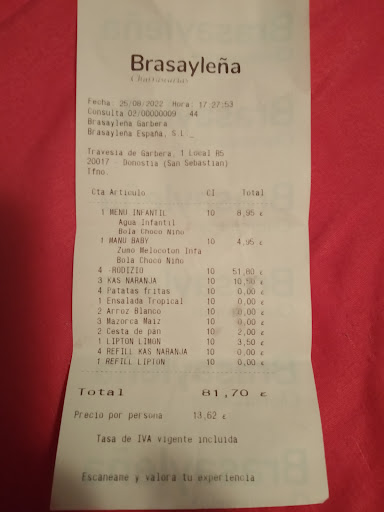 Brasayleña
Fecha: 25/08/2022 Hora: 17:27:53
Consulta 02/00000009 44
Brasayleña Garbera
Brasayleña España, S.L._
Travesia de Garbera, 1 Local R5
20017 - Donostia (San Sebastian)
Tfno.
Cta Artículo CI Total
1 MENU INFANTIL 10 8,95 €
Agua Infantil
Bola Choco Niño
1 MANU BABY 10 4,95 €
Zumo Melocoton Infa
Bola Choco Niño
4 -RODIZIO 10 51,80 €
3 KAS NARANJA 10 10,50 €
4 Patatas fritas 10 0,00 €
1 Ensalada Tropical 10 0,00 €
2 Arroz Blanco 10 0,00 €
3 Mazorca Maiz 10 0,00 €
2 Cesta de pán 10 2,00 €
1 LIPTON LIMON 10 3,50 €
4 REFILL KAS NARANJA 10 0,00 €
1 REFILL LIPTON 10 0,00 €
Total 81,70 €
Precio por persona 13,62 €
Tasa de IVA vigente incluida
Escaneame y valora tu experiencia